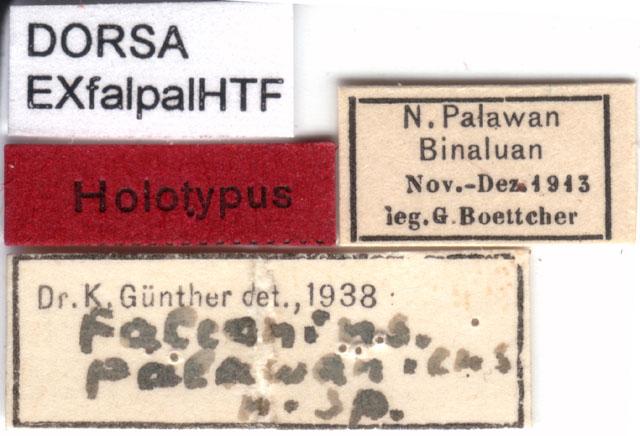 DORSA
EXfalpalHTF
Holotypus
N. Palawan
Binaluan
Nov.-Dez.1913
leg. G. Boettcher
Dr. K. Günther det., 1938
Falconius
palawanicus
n. sp.